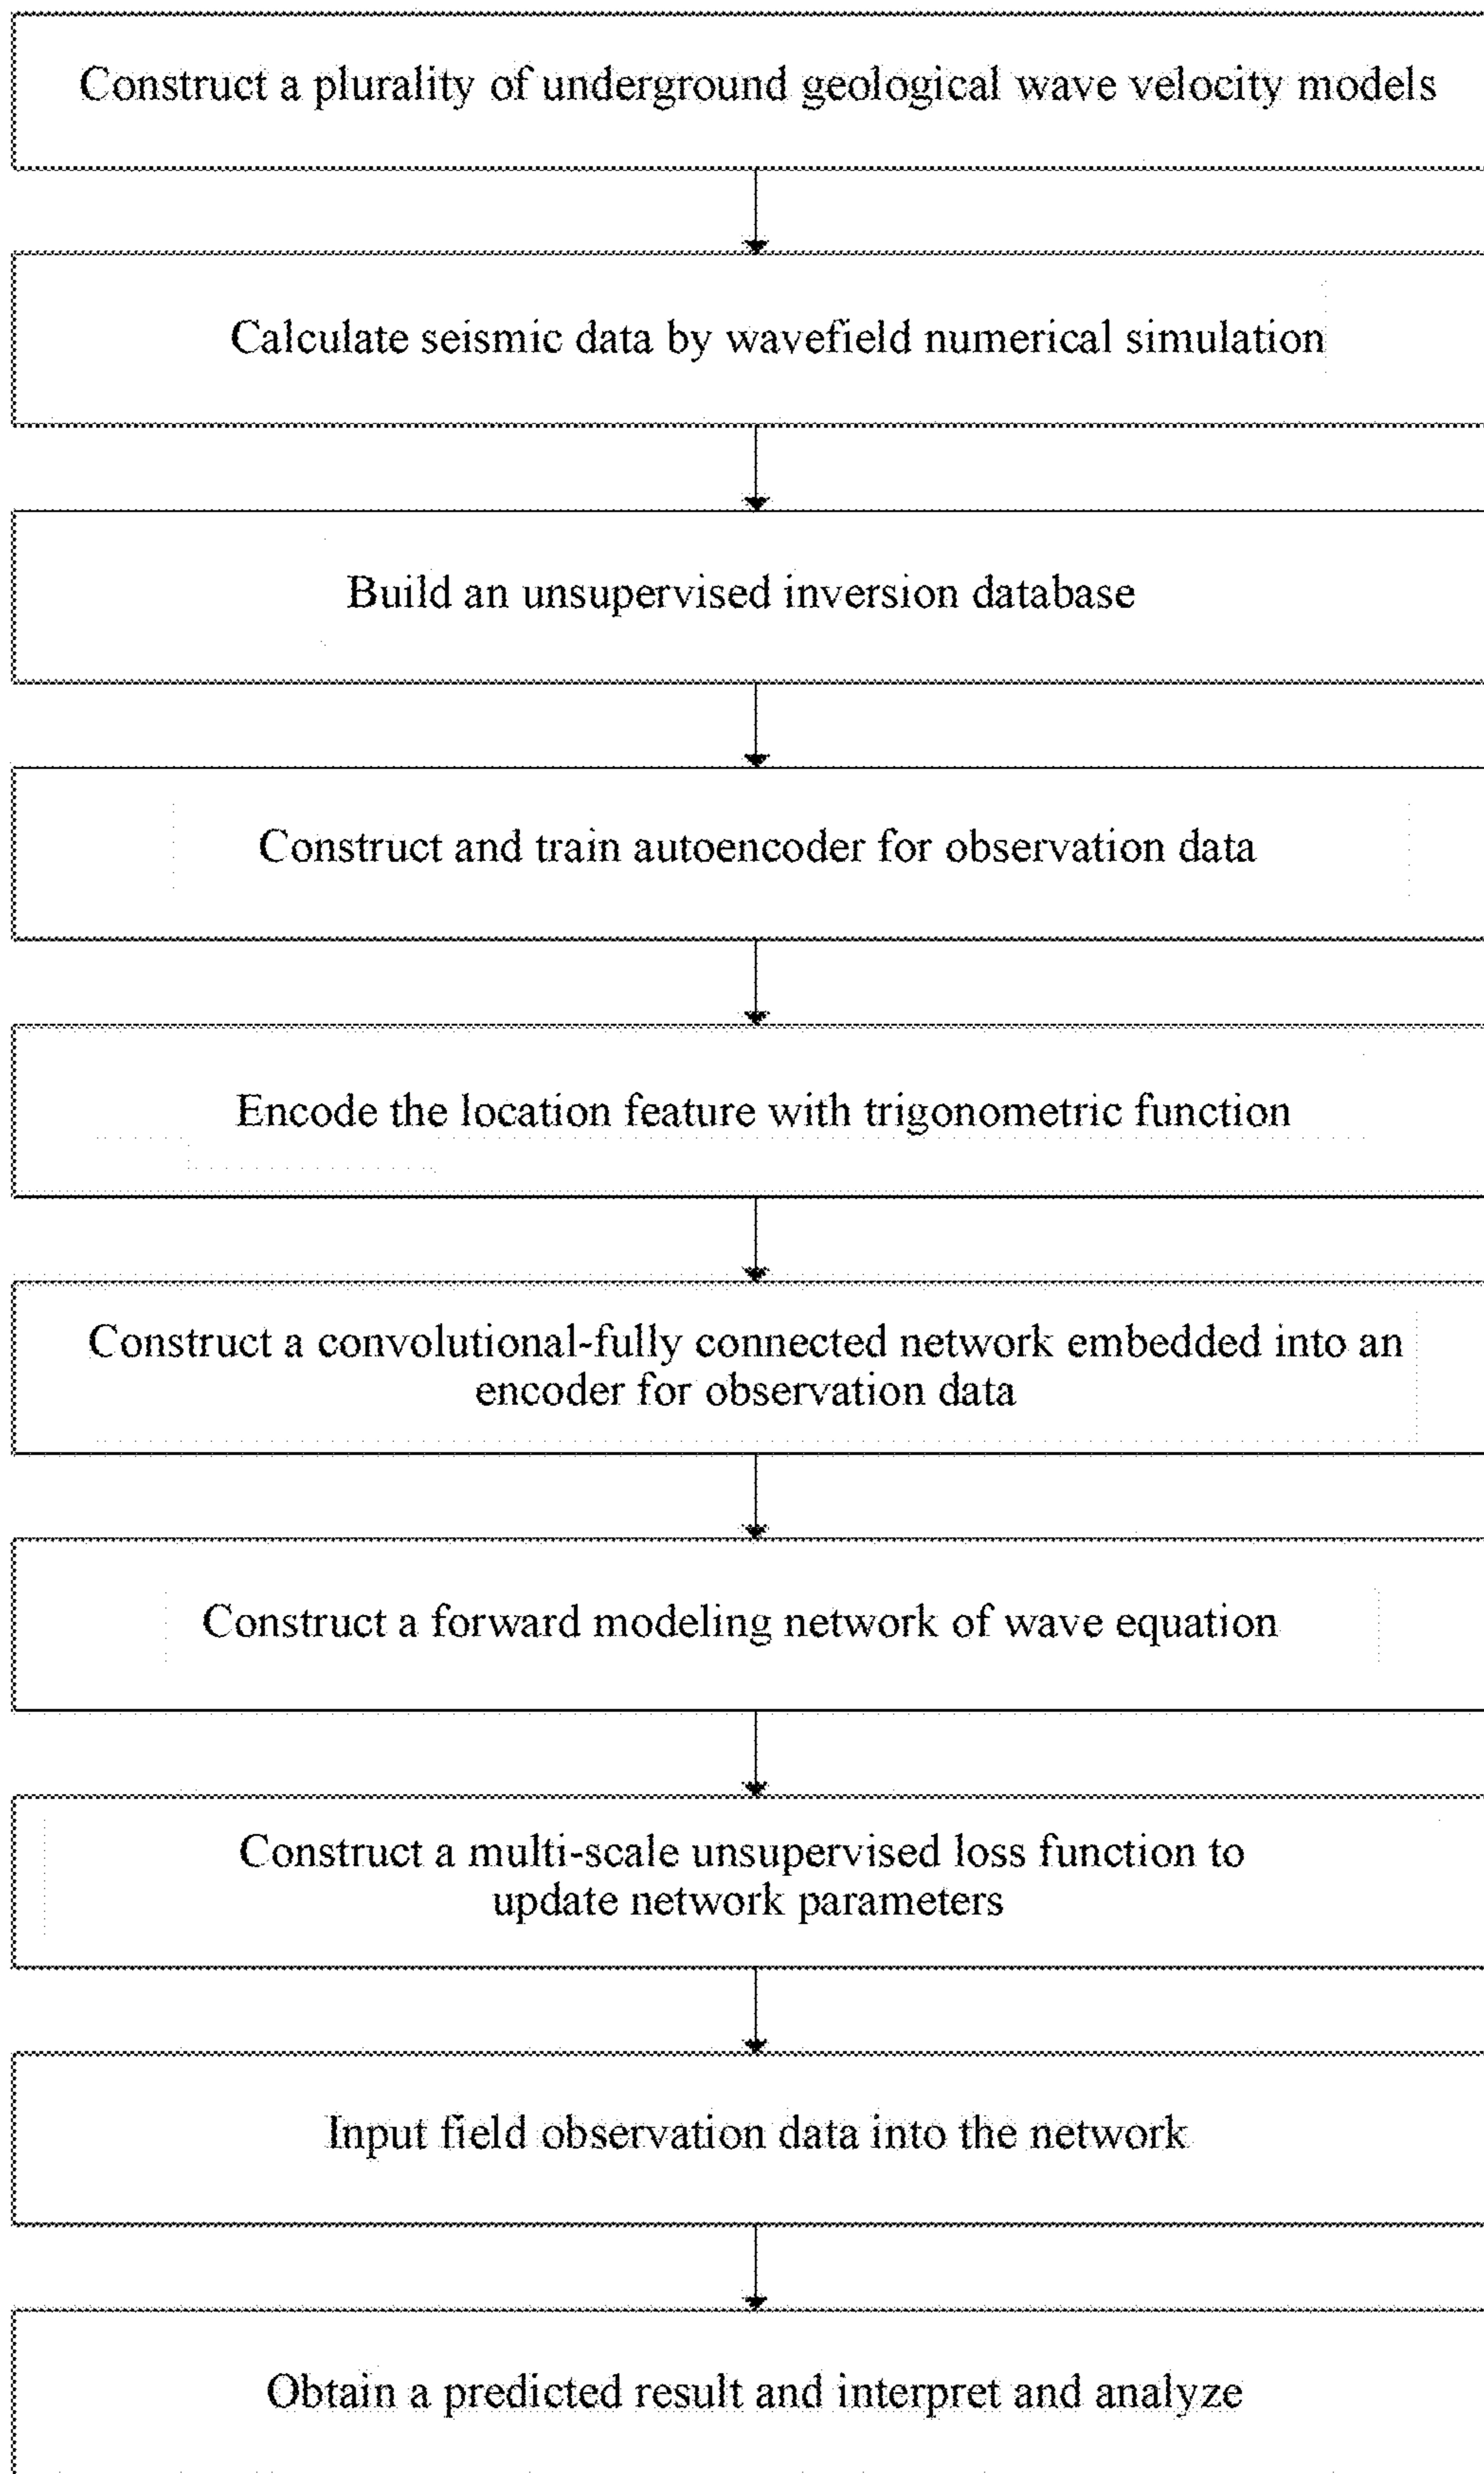 Construct a plurality of underground geological wave velocity models
Calculate seismic data by wavefield numerical simulation
Build an unsupervised inversion database
Construct and train autoencoder for observation data
Encode the location feature with trigonometric function
Construct a convolutional-fully connected network embedded into an
encoder for observation data
Construct a forward modeling network of wave equation
Construct a multi-scale unsupervised loss function to
update network parameters
Input field observation data into the network
Obtain a predicted result and interpret and analyze